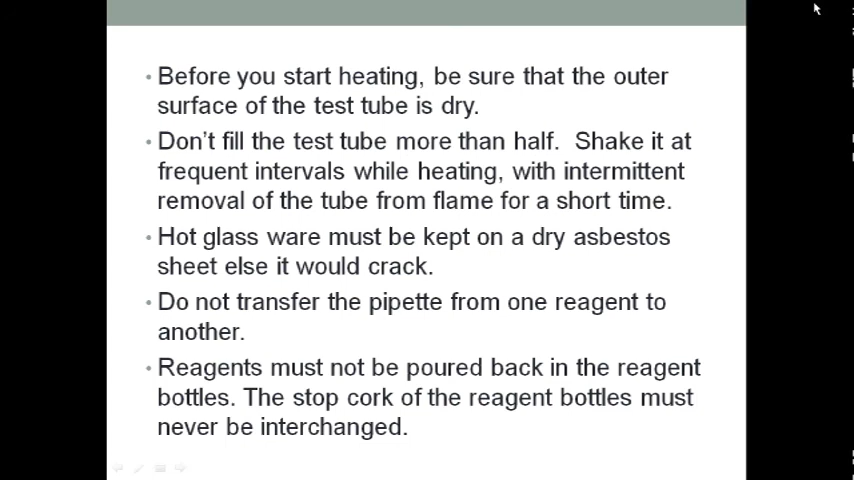 • Before you start heating, be sure that the outer
surface of the test tube is dry.
• Don't fill the test tube more than half.  Shake it at
frequent intervals while heating, with intermittent
removal of the tube from flame for a short time.
• Hot glass ware must be kept on a dry asbestos
sheet else it would crack.
• Do not transfer the pipette from one reagent to
another.
• Reagents must not be poured back in the reagent
bottles. The stop cork of the reagent bottles must
never be interchanged.